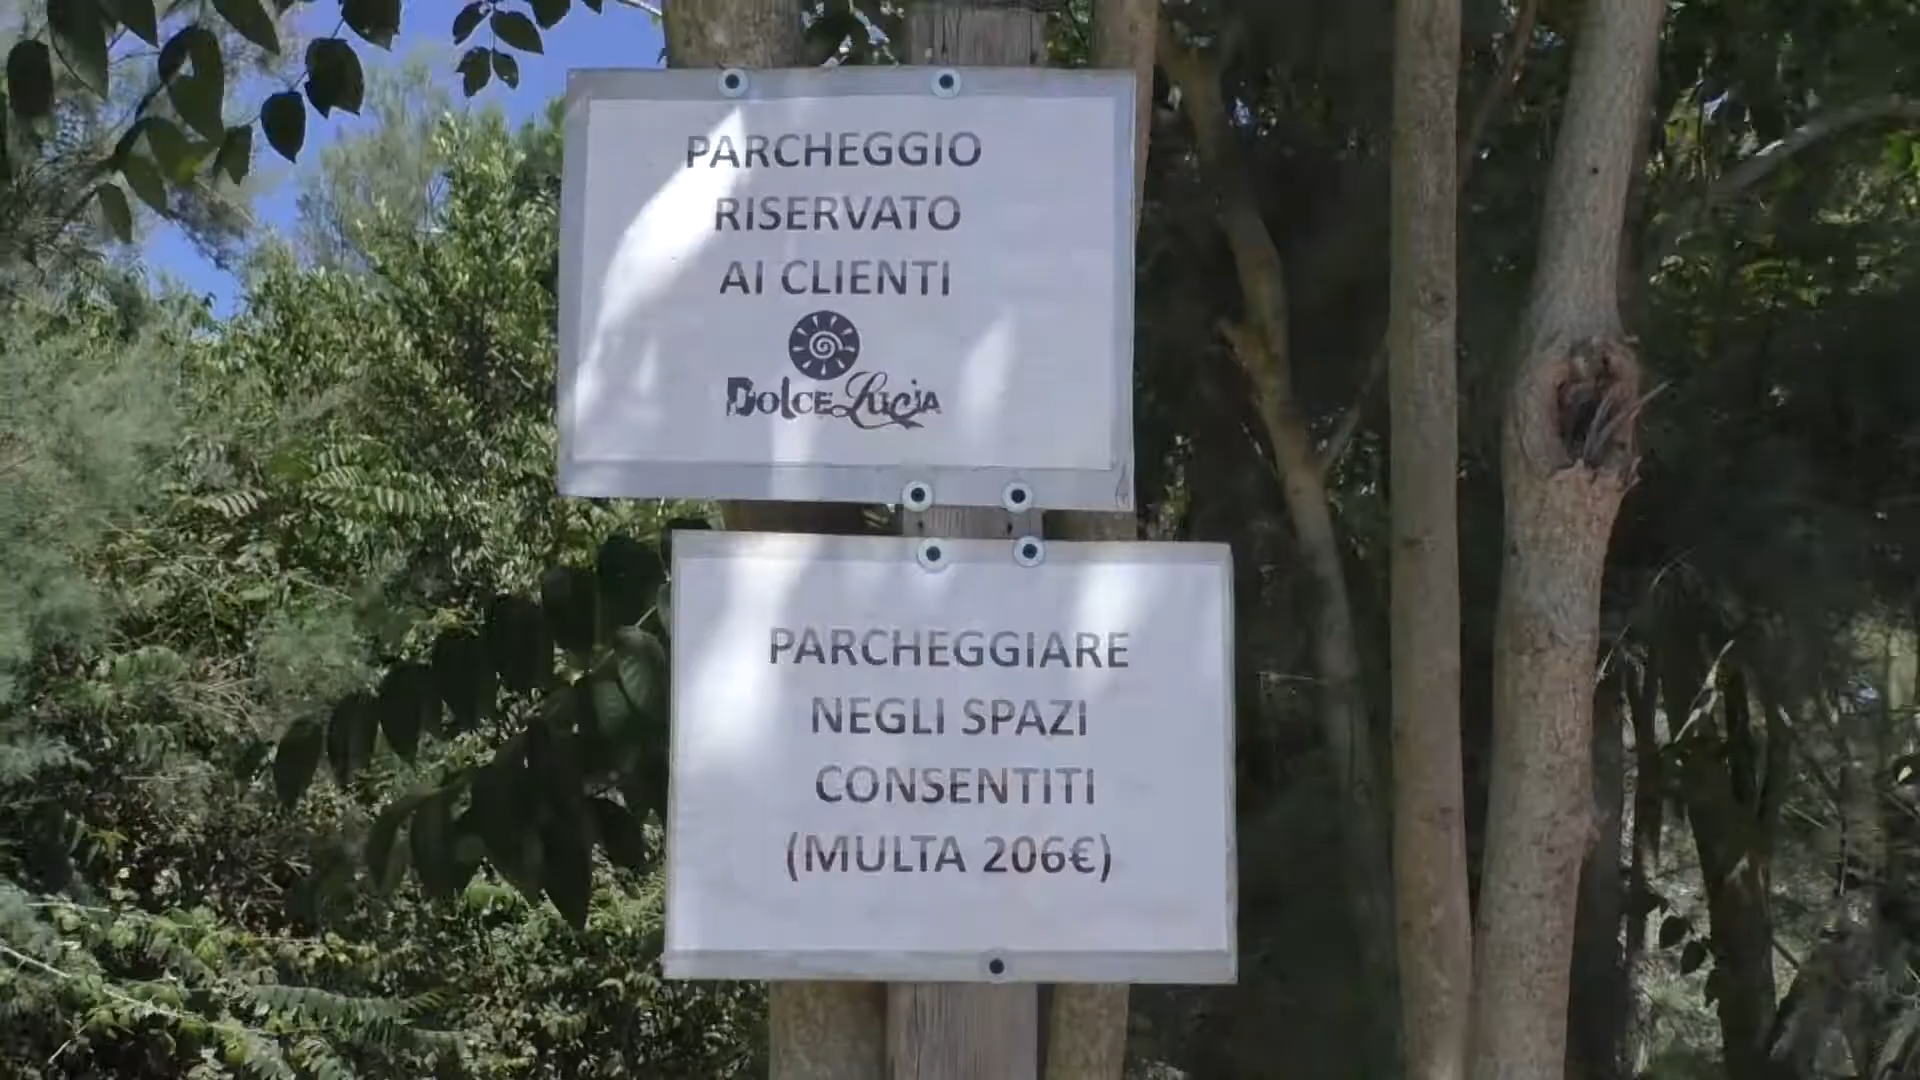 PARCHEGGIO
RISERVATO
AI CLIENTI
DOLCE Lucia
PARCHEGGIARE
NEGLI SPAZI
CONSENTITI
(MULTA 206€)